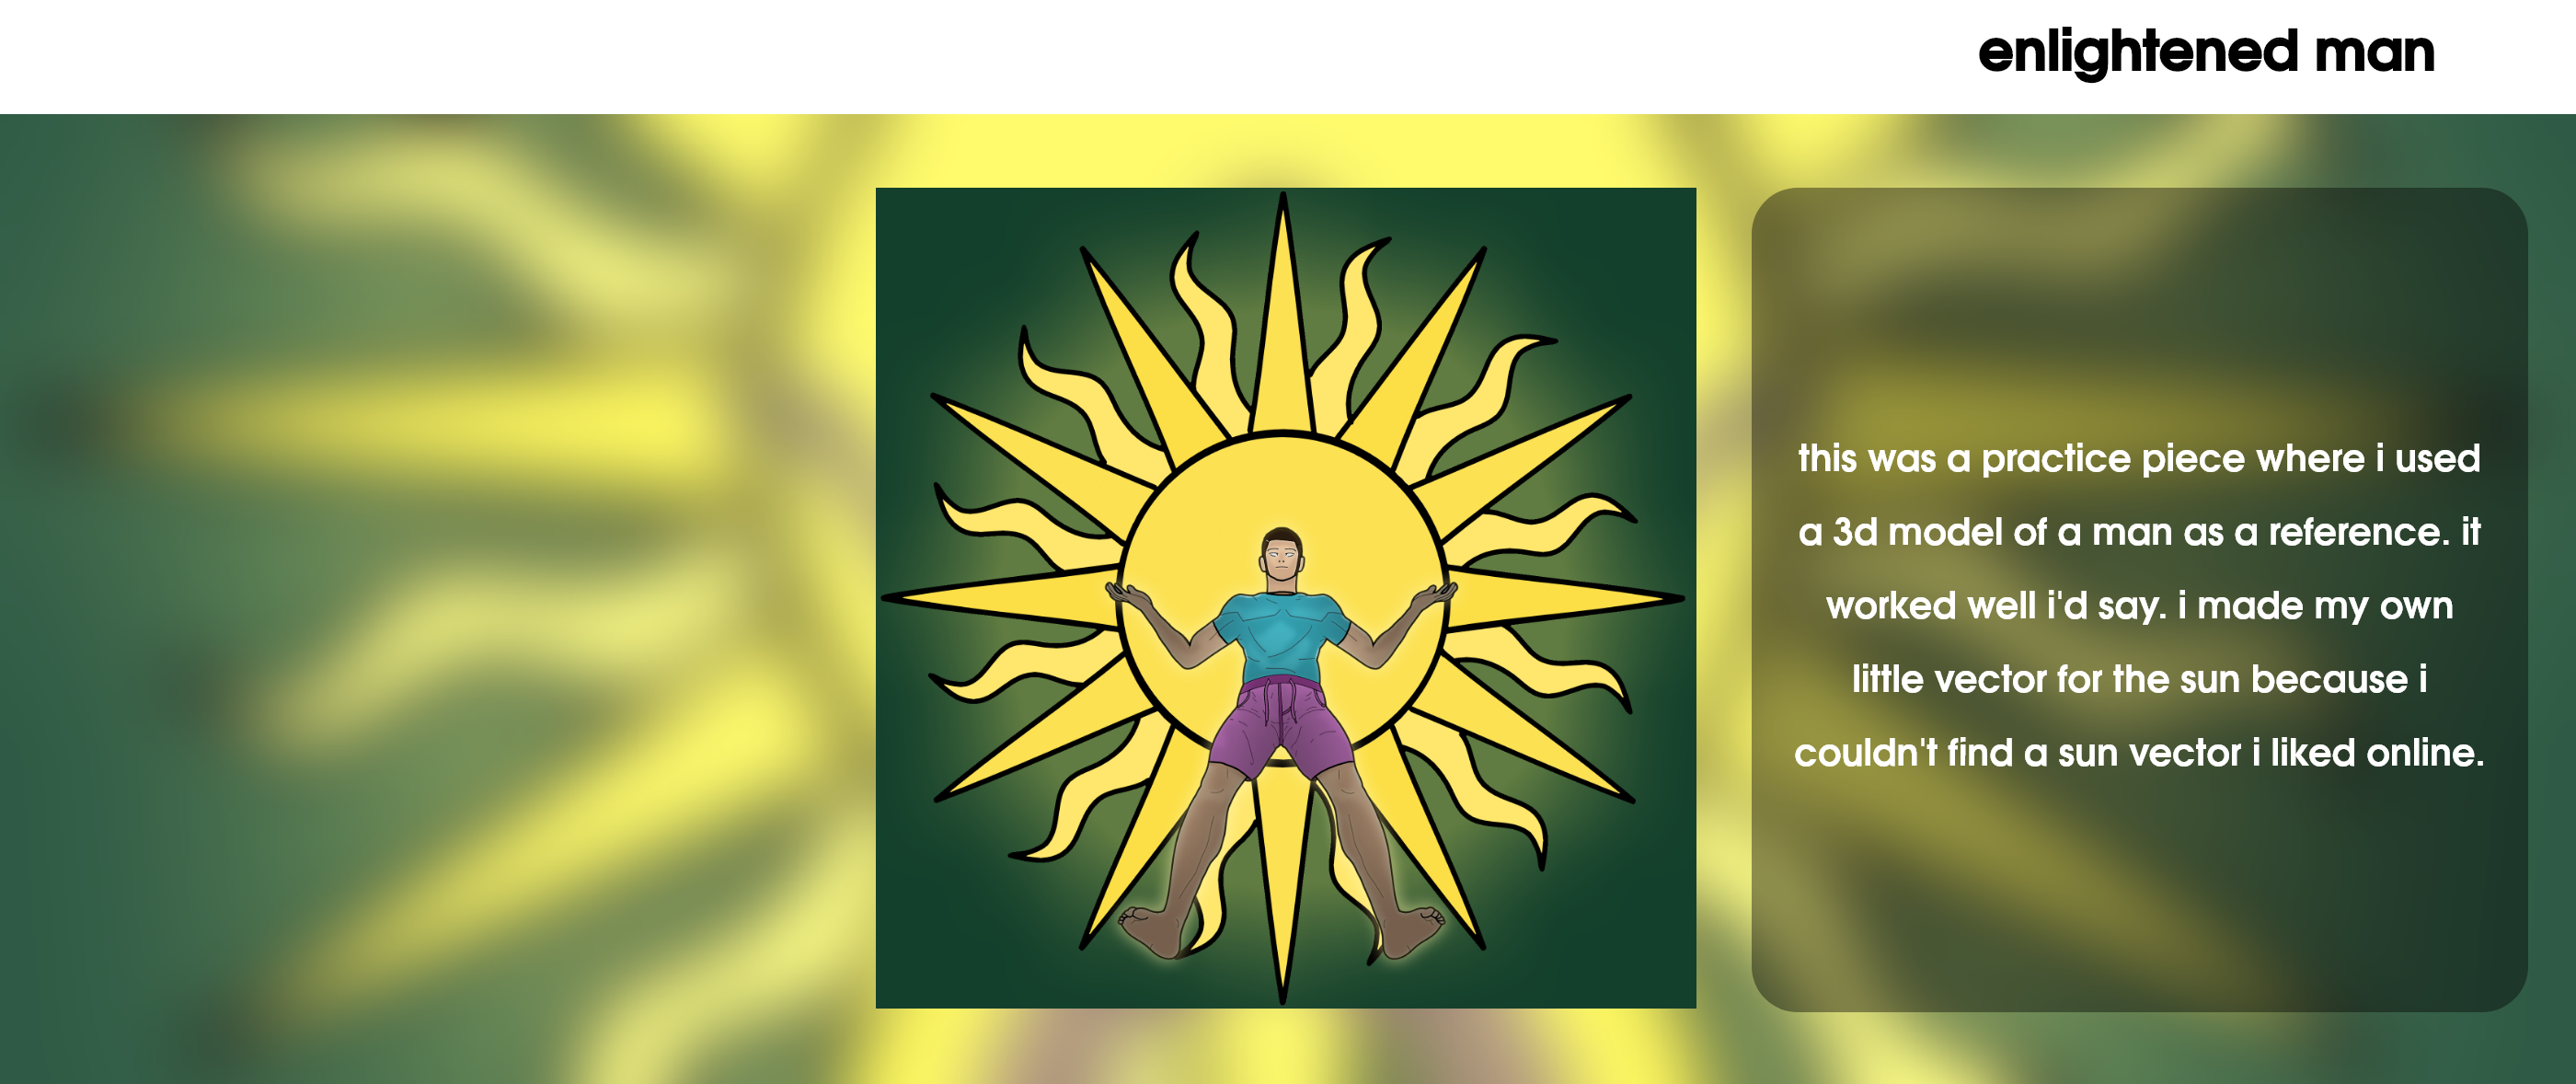 enlightened man
this was a practice piece where i used
a 3d model of a man as a reference. it
worked well i'd say. i made my own
little vector for the sun because i
couldn't find a sun vector i liked online.